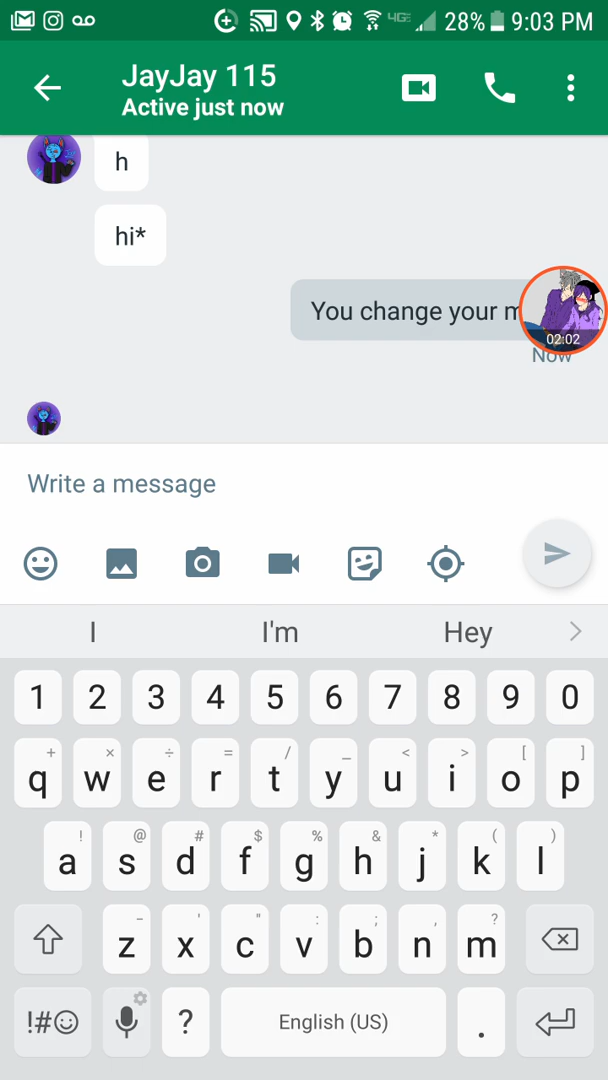 4G 28% 9:03 PM
JayJay 115
Active just now
h
hi*
You change your
02:02
Now
Write a message
I I'm Hey
1 2 3 4 5 6 7 8 9 0
+ × ÷ = / _ < > [ ]
q w e r t y u i o p
! @ # $ % & * ( )
a s d f g h j k l
- ' " : ; , ?
z x c v b n m
!# ? English (US) .